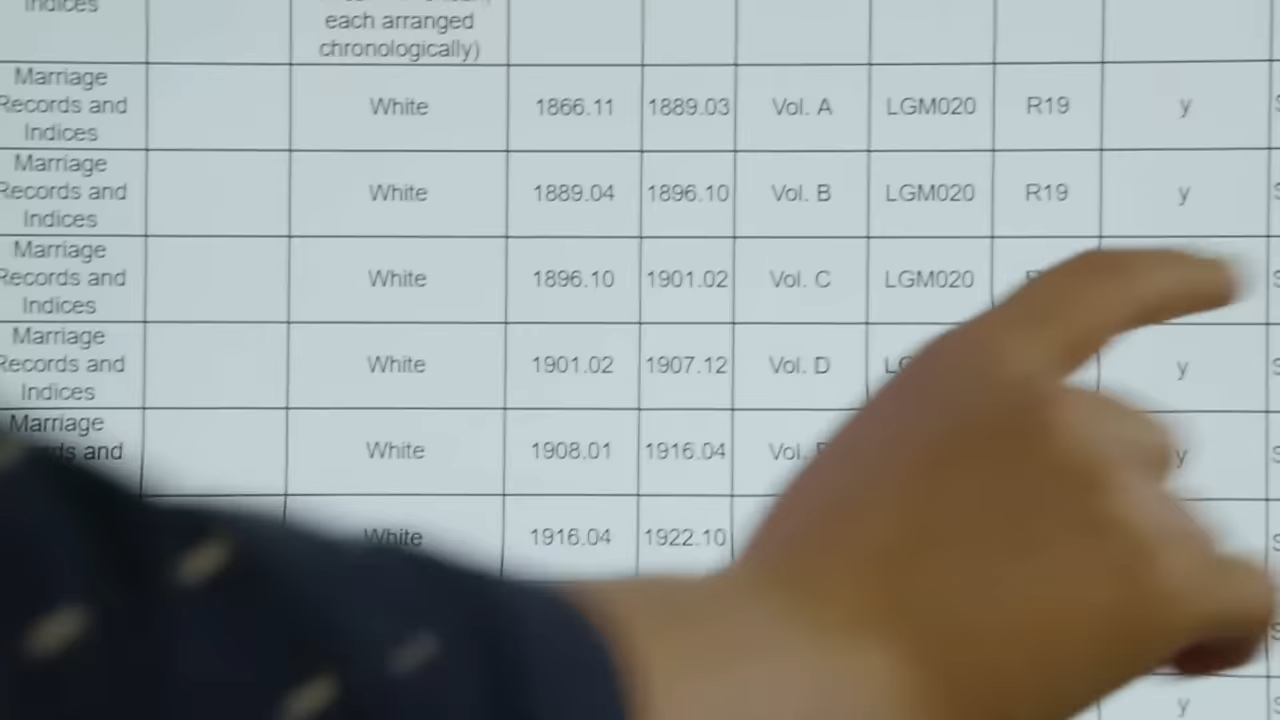 Indices
each arranged
chronologically)
Marriage
Records and
Indices
White
1866.11
1889.03
Vol. A
LGM020
R19
y
Marriage
Records and
Indices
White
1889.04
1896.10
Vol. B
LGM020
R19
y
Marriage
Records and
Indices
White
1896.10
1901.02
Vol. C
LGM020
Marriage
Records and
Indices
White
1901.02
1907.12
Vol. D
y
Marriage
and
White
1908.01
1916.04
Vol.
y
White
1916.04
1922.10
y